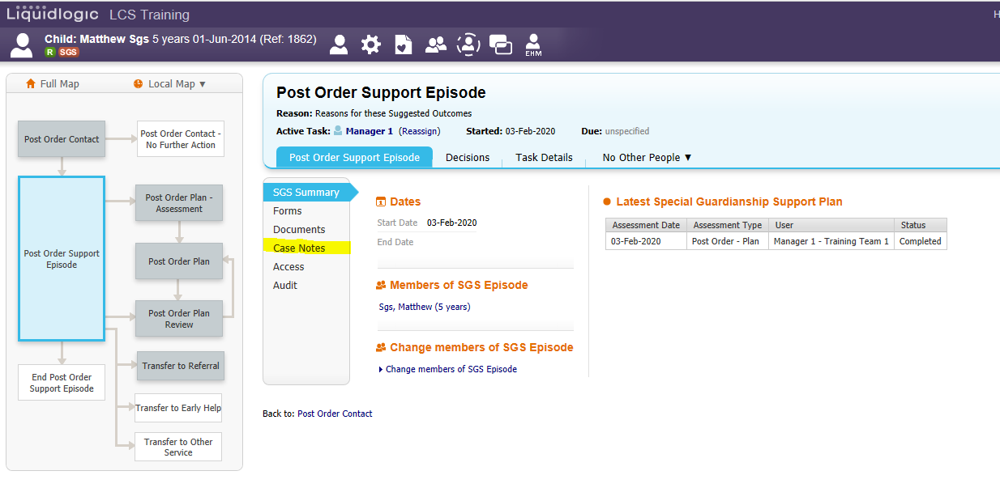 Liquidlogic LCS Training
H
Child: Matthew Sgs 5 years 01-Jun-2014 (Ref: 1862)
R SGS
EHM
Full Map Local Map ▼
Post Order Contact
Post Order Contact -
No Further Action
Post Order Support
Episode
Post Order Plan -
Assessment
Post Order Plan
Post Order Plan
Review
Transfer to Referral
End Post Order
Support Episode
Transfer to Early Help
Transfer to Other
Service
Post Order Support Episode
Reason: Reasons for these Suggested Outcomes
Active Task: Manager 1 (Reassign) Started: 03-Feb-2020 Due: unspecified
Post Order Support Episode Decisions Task Details No Other People ▼
SGS Summary
Forms
Documents
Case Notes
Access
Audit
Dates
Start Date 03-Feb-2020
End Date
Members of SGS Episode
Sgs, Matthew (5 years)
Change members of SGS Episode
Change members of SGS Episode
Latest Special Guardianship Support Plan
Assessment Date Assessment Type User Status
03-Feb-2020 Post Order - Plan Manager 1 - Training Team 1 Completed
Back to: Post Order Contact